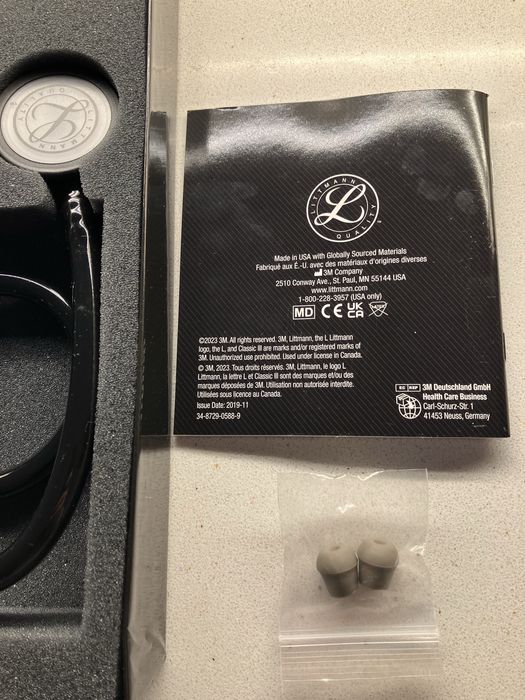 LITTMANN
QUALITY
L
LITTMANN
L
QUALITY
Made in USA with Globally Sourced Materials
Fabriqué aux É.-U. avec des matériaux d'origines diverses
3M Company
2510 Conway Ave., St. Paul, MN 55144 USA
www.littmann.com
1-800-228-3957 (USA only)
MD CE UK CA
©2023 3M. All rights reserved. 3M, Littmann, the L Littmann
logo, the L, and Classic III are marks and/or registered marks of
3M. Unauthorized use prohibited. Used under license in Canada.
© 3M, 2023. Tous droits réservés. 3M, Littmann, le logo L
Littmann, la lettre L et Classic III sont des marques et/ou des
marques déposées de 3M. Utilisation non autorisée interdite.
Utilisées sous licence au Canada.
Issue Date: 2019-11
34-8729-0588-9
EC REP 3M Deutschland GmbH
Health Care Business
Carl-Schurz-Str. 1
41453 Neuss, Germany